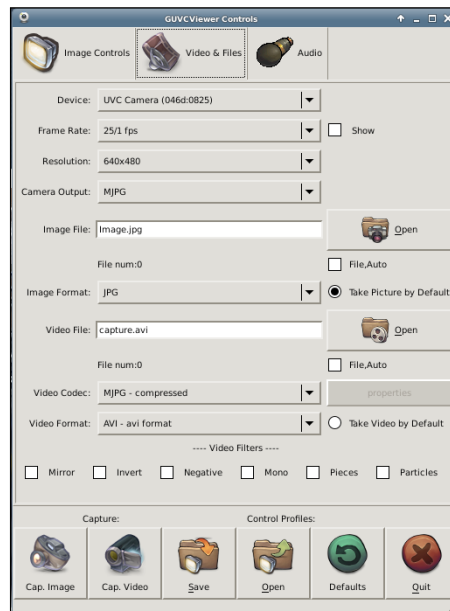 GUVCViewer Controls
Image Controls Video & Files Audio
Device: UVC Camera (046d:0825)
Frame Rate: 25/1 fps Show
Resolution: 640x480
Camera Output: MJPG
Image File: Image.jpg Open
File num:0 File,Auto
Image Format: JPG Take Picture by Default
Video File: capture.avi Open
File num:0 File,Auto
Video Codec: MJPG - compressed properties
Video Format: AVI - avi format Take Video by Default
---- Video Filters ----
Mirror Invert Negative Mono Pieces Particles
Capture: Control Profiles:
Cap. Image Cap. Video Save Open Defaults Quit